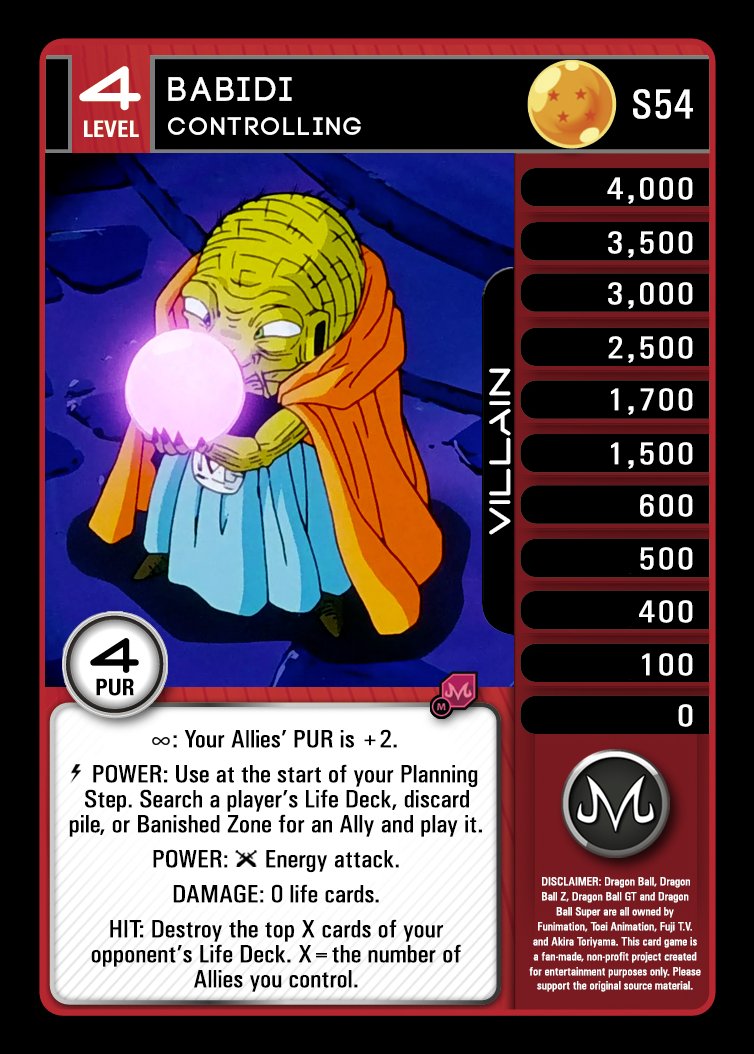 4
LEVEL
BABIDI
CONTROLLING
S54
4,000
3,500
3,000
2,500
1,700
1,500
600
500
400
100
0
VILLAIN
4
PUR
M
M
∞: Your Allies' PUR is +2.
POWER: Use at the start of your Planning
Step. Search a player's Life Deck, discard
pile, or Banished Zone for an Ally and play it.
POWER: Energy attack.
DAMAGE: 0 life cards.
HIT: Destroy the top X cards of your
opponent's Life Deck. X = the number of
Allies you control.
M
DISCLAIMER: Dragon Ball, Dragon
Ball Z, Dragon Ball GT and Dragon
Ball Super are all owned by
Funimation, Toei Animation, Fuji T.V.
and Akira Toriyama. This card game is
a fan-made, non-profit project created
for entertainment purposes only. Please
support the original source material.